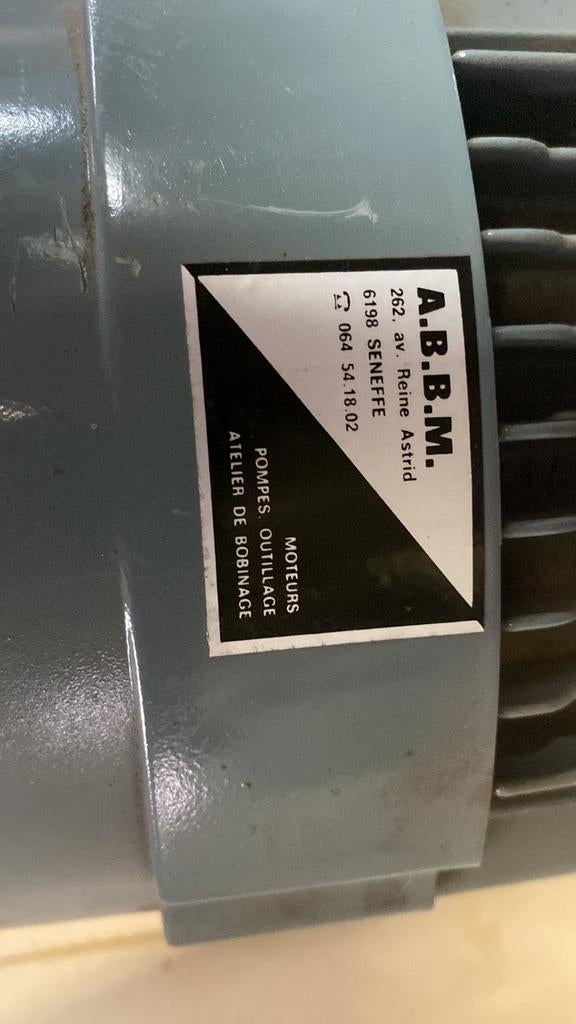 A.B.B.M.
262, av. Reine Astrid
6198 SENEFFE
☎ 064 54.18.02
MOTEURS
POMPES. OUTILLAGE
ATELIER DE BOBINAGE